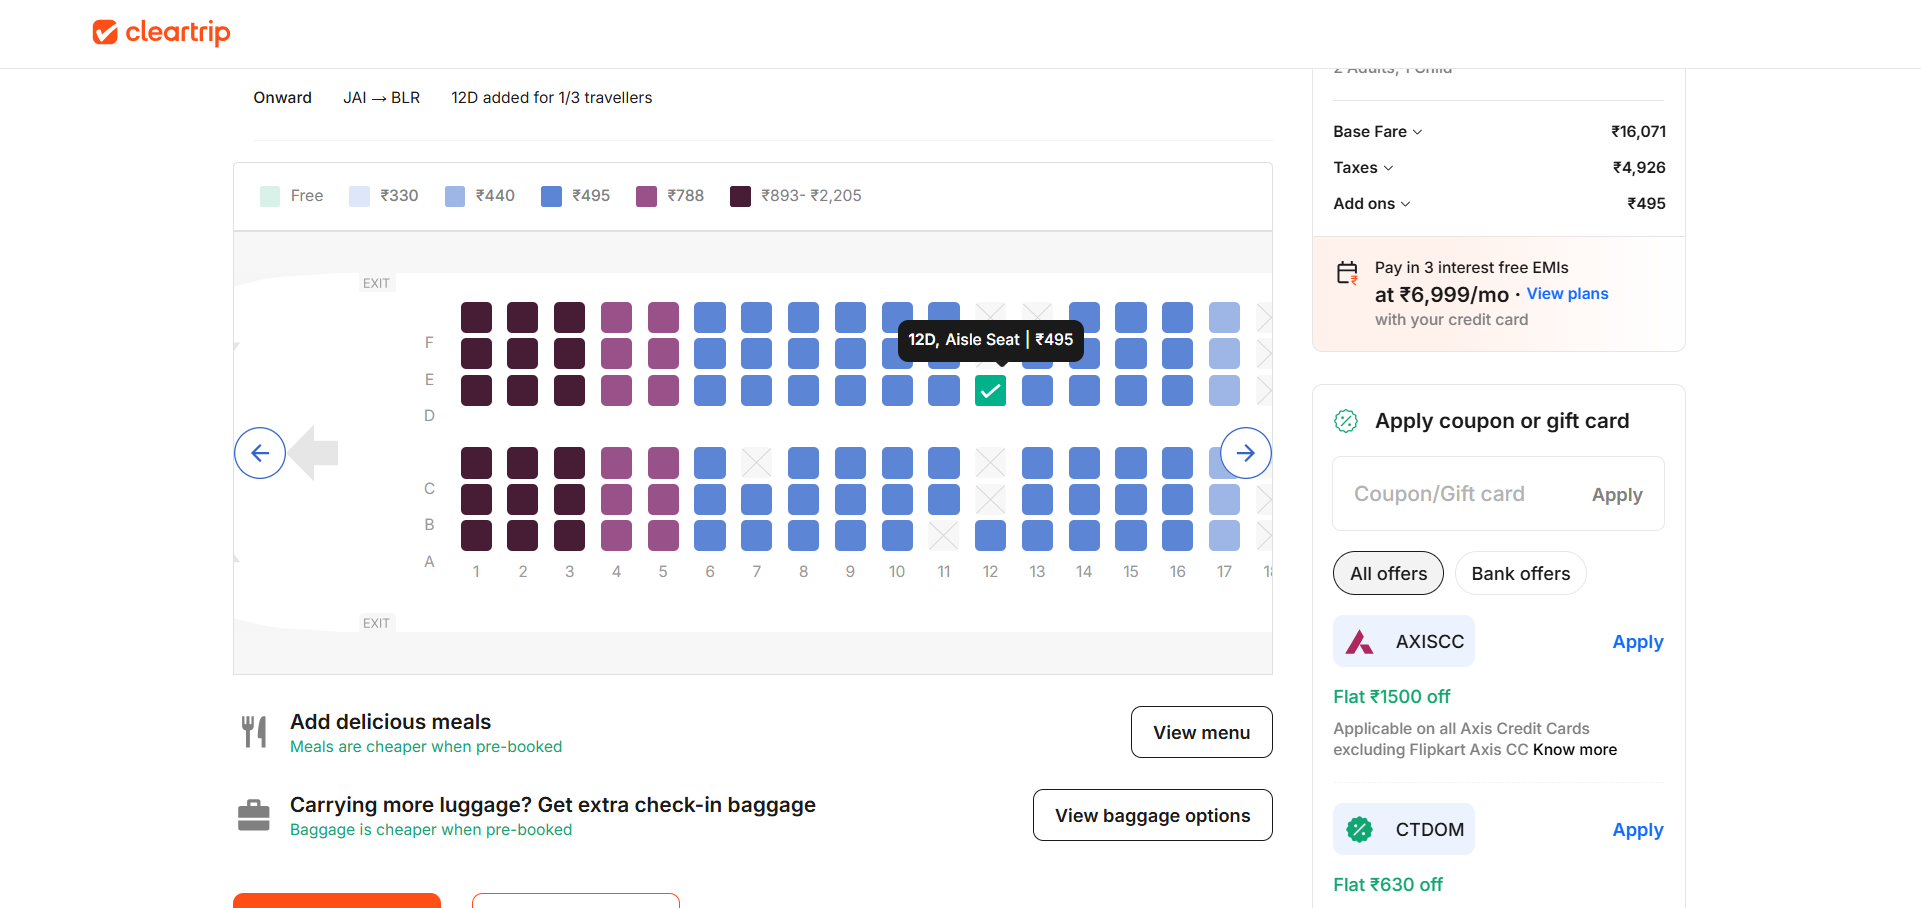 cleartrip
Onward JAI → BLR 12D added for 1/3 travellers
Free ₹330 ₹440 ₹495 ₹788 ₹893- ₹2,205
EXIT
12D, Aisle Seat | ₹495
F
E
D
C
B
A
1 2 3 4 5 6 7 8 9 10 11 12 13 14 15 16 17
EXIT
Add delicious meals
Meals are cheaper when pre-booked
View menu
Carrying more luggage? Get extra check-in baggage
Baggage is cheaper when pre-booked
View baggage options
2 Adults, 1 Child
Base Fare ₹16,071
Taxes ₹4,926
Add ons ₹495
Pay in 3 interest free EMIs
at ₹6,999/mo · View plans
with your credit card
Apply coupon or gift card
Coupon/Gift card Apply
All offers Bank offers
AXISCC Apply
Flat ₹1500 off
Applicable on all Axis Credit Cards
excluding Flipkart Axis CC Know more
CTDOM Apply
Flat ₹630 off